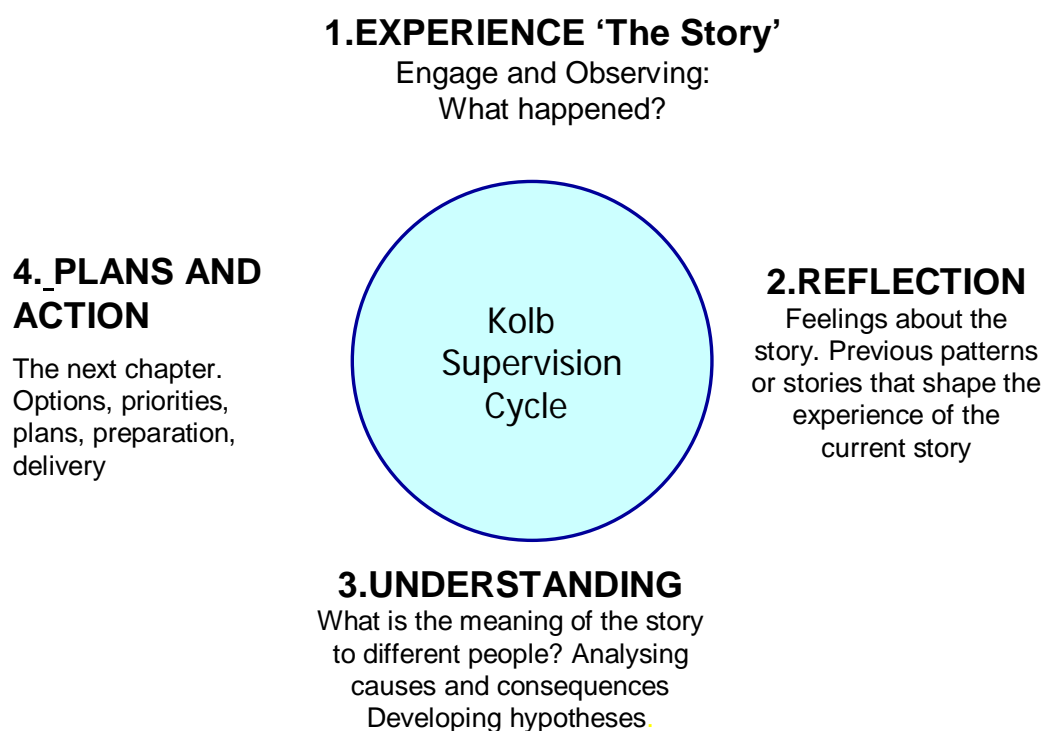 1.EXPERIENCE ‘The Story’
Engage and Observing:
What happened?
4. PLANS AND
ACTION
The next chapter.
Options, priorities,
plans, preparation,
delivery
Kolb
Supervision
Cycle
2.REFLECTION
Feelings about the
story. Previous patterns
or stories that shape the
experience of the
current story
3.UNDERSTANDING
What is the meaning of the story
to different people? Analysing
causes and consequences
Developing hypotheses.